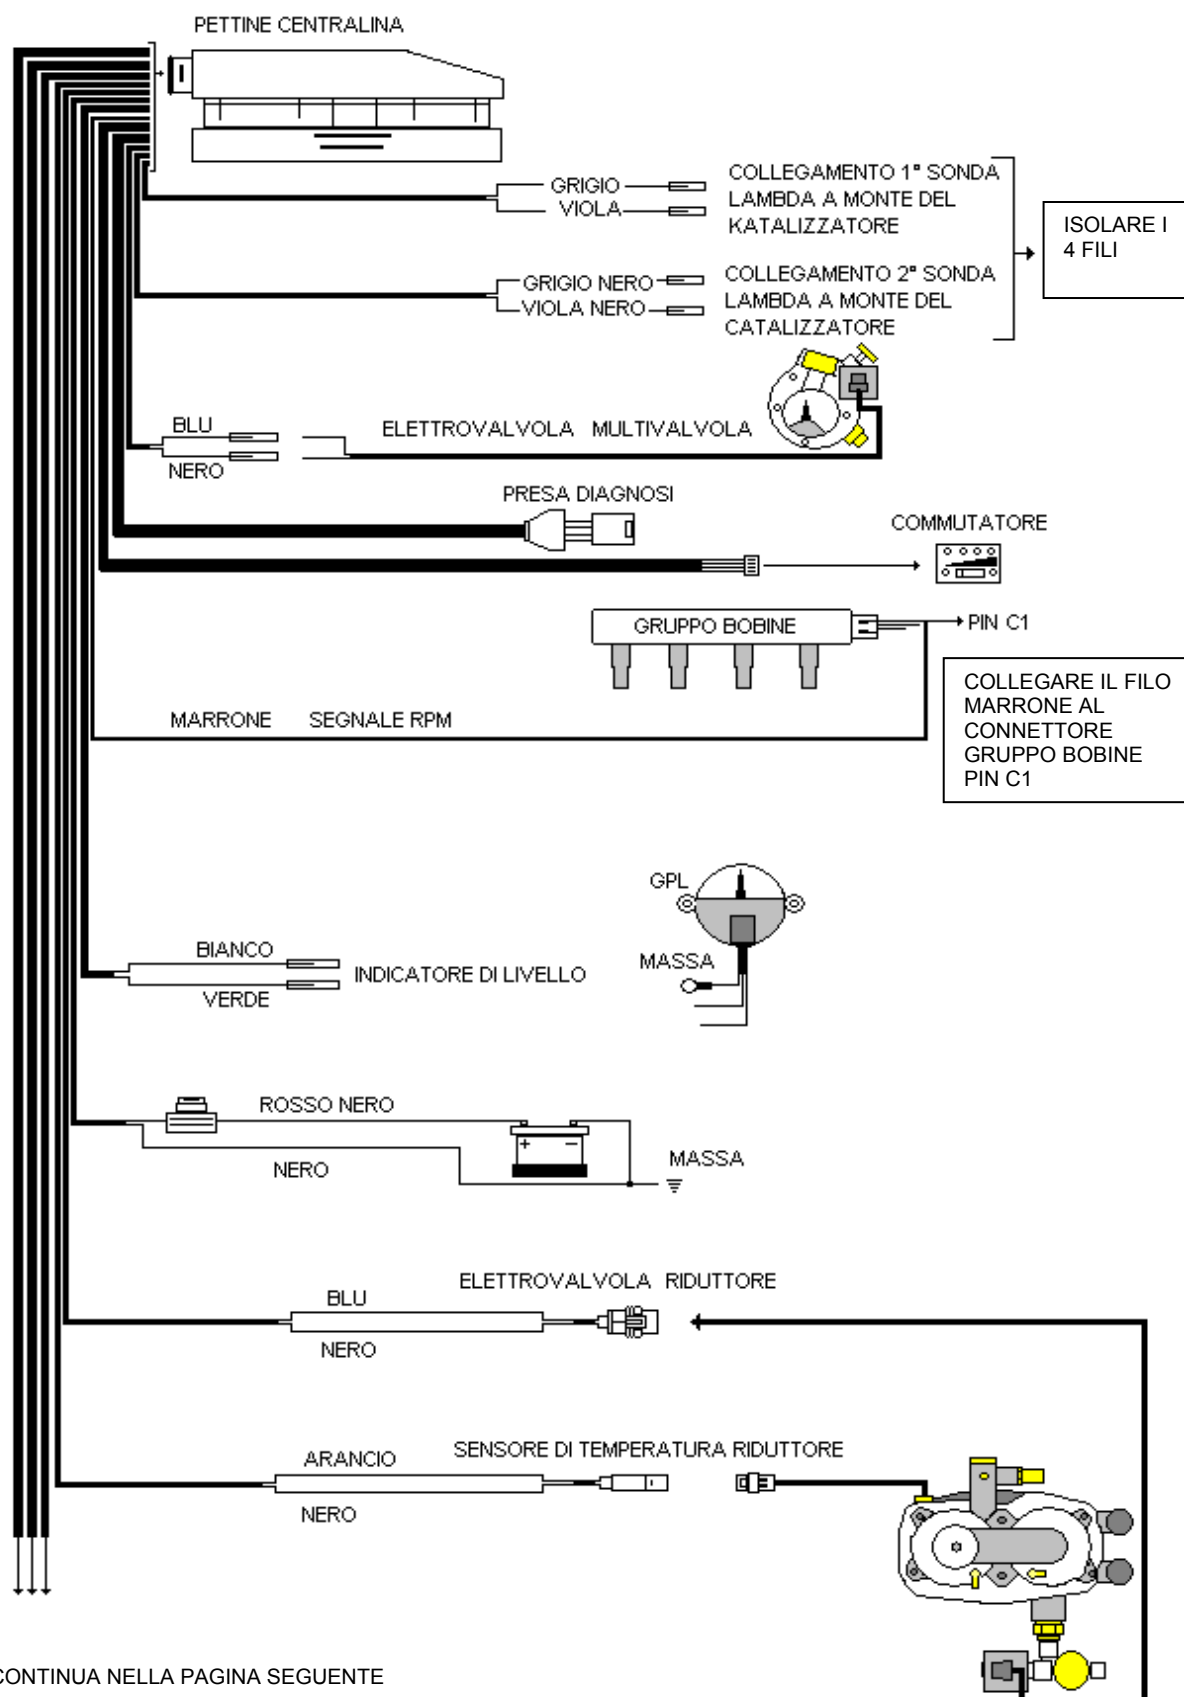 PETTINE CENTRALINA
GRIGIO
VIOLA
COLLEGAMENTO 1ª SONDA
LAMBDA A MONTE DEL
KATALIZZATORE
ISOLARE I
4 FILI
GRIGIO NERO
VIOLA NERO
COLLEGAMENTO 2ª SONDA
LAMBDA A MONTE DEL
CATALIZZATORE
BLU
NERO
ELETTROVALVOLA MULTIVALVOLA
PRESA DIAGNOSI
COMMUTATORE
GRUPPO BOBINE
PIN C1
COLLEGARE IL FILO
MARRONE AL
CONNETTORE
GRUPPO BOBINE
PIN C1
MARRONE SEGNALE RPM
GPL
MASSA
BIANCO
VERDE
INDICATORE DI LIVELLO
ROSSO NERO
NERO
+ −
MASSA
ELETTROVALVOLA RIDUTTORE
BLU
NERO
SENSORE DI TEMPERATURA RIDUTTORE
ARANCIO
NERO
CONTINUA NELLA PAGINA SEGUENTE